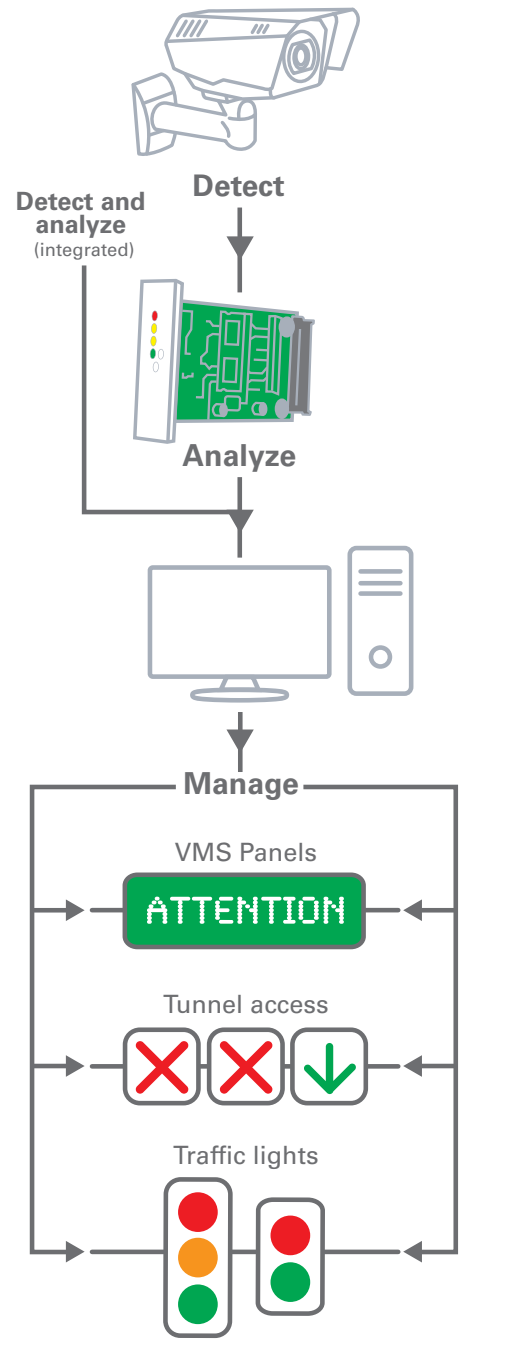 Detect
Detect and
analyze
(integrated)
Analyze
Manage
VMS Panels
ATTENTION
Tunnel access
Traffic lights